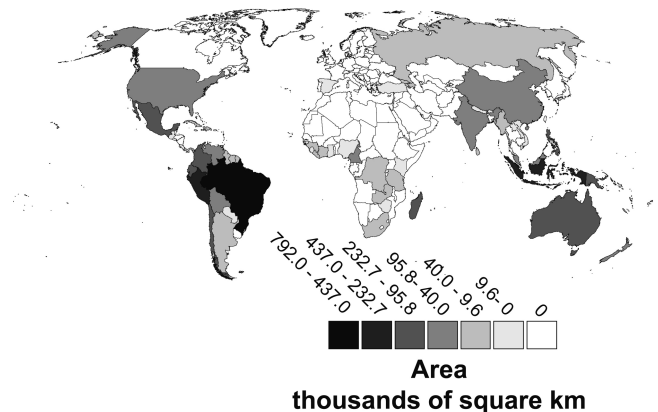 792.0 - 437.0
437.0 - 232.7
232.7 - 95.8
95.8- 40.0
40.0 - 9.6
9.6- 0
0
Area
thousands of square km